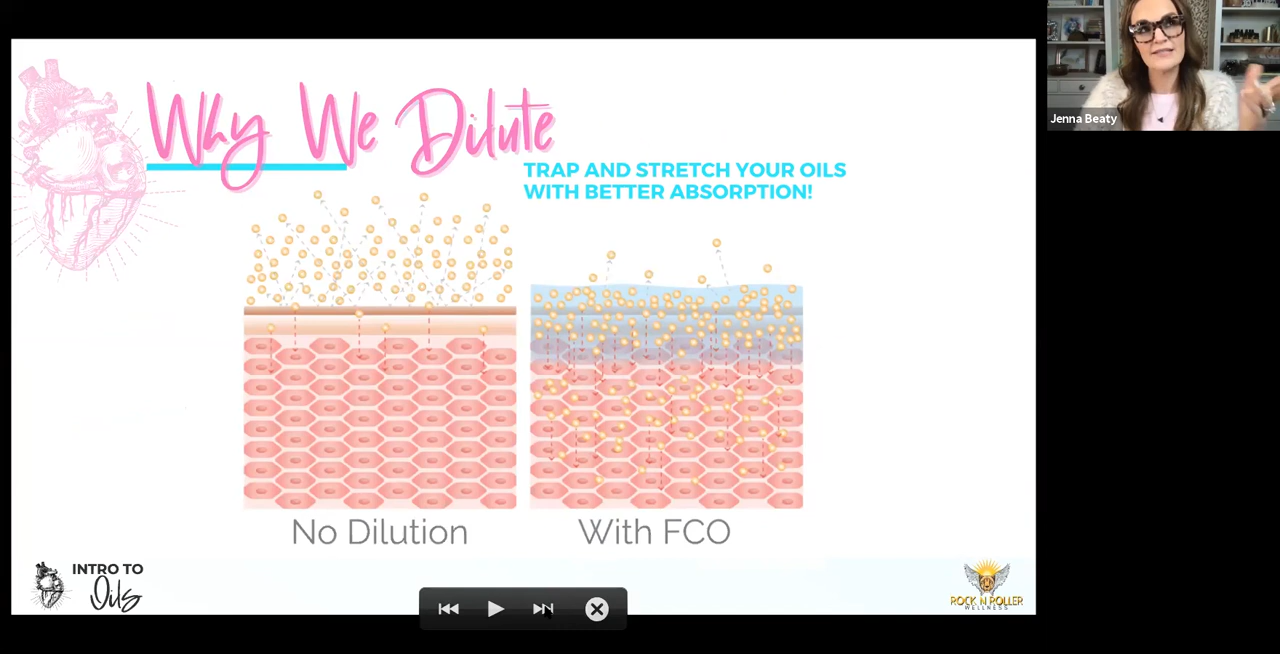 Why We Dilute
TRAP AND STRETCH YOUR OILS
WITH BETTER ABSORPTION!
No Dilution
With FCO
INTRO TO
Oils
ROCK N ROLLER
WELLNESS
Jenna Beaty